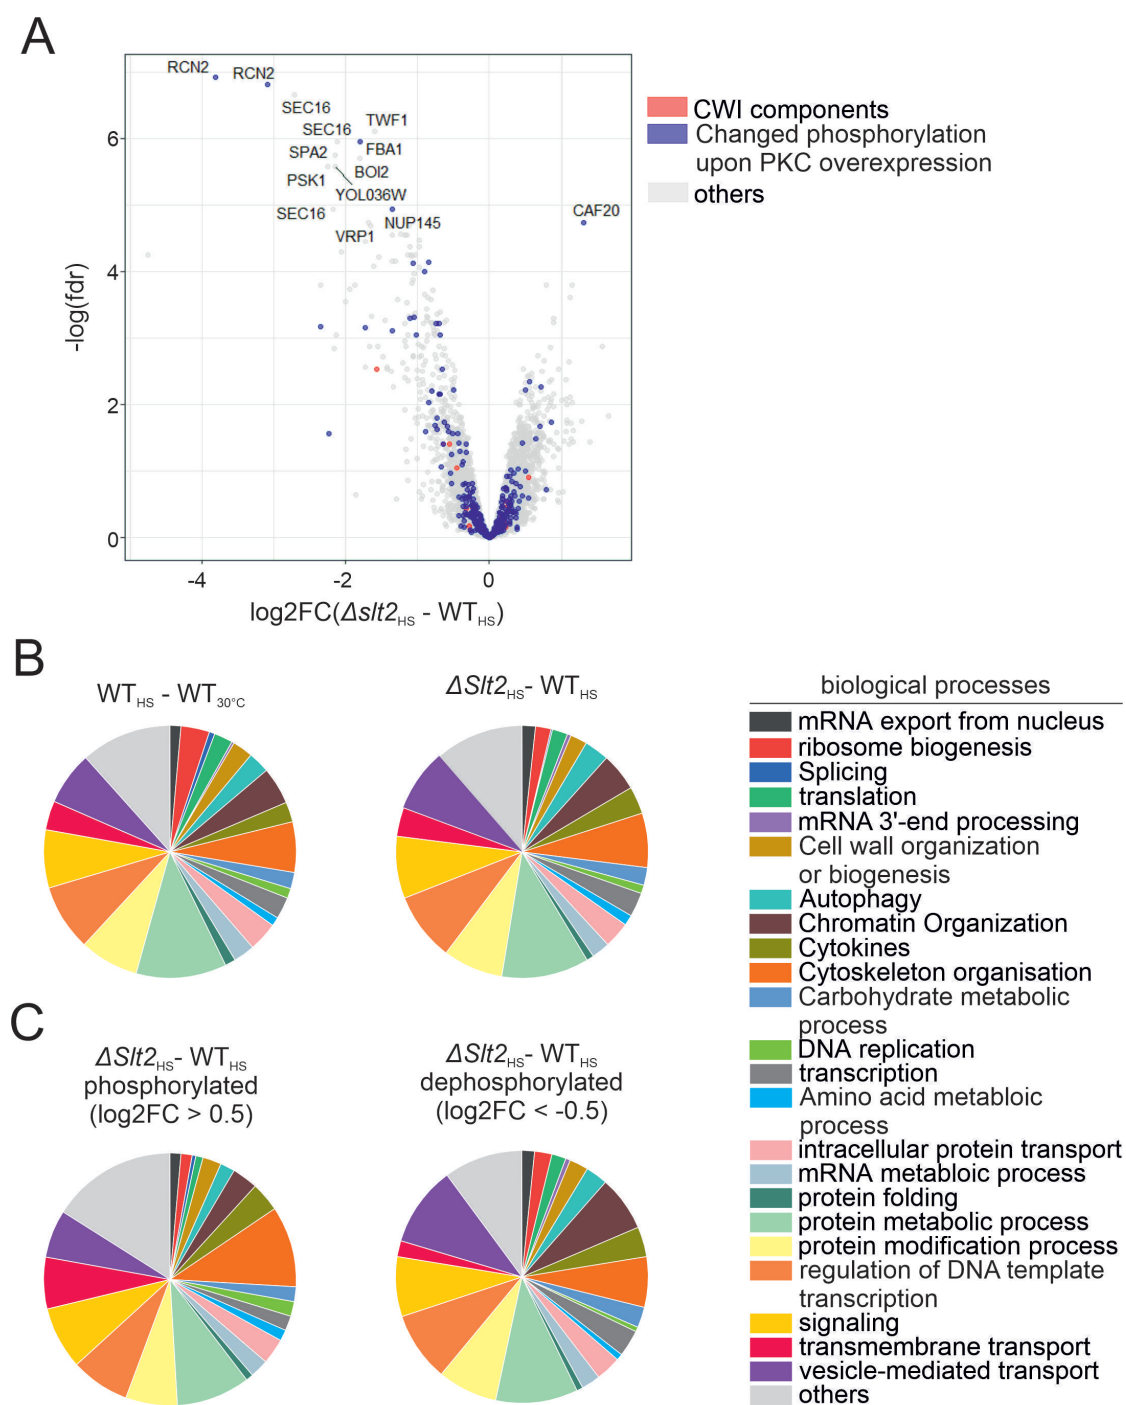 A
RCN2
RCN2
SEC16
TWF1
SEC16
FBA1
SPA2
BOI2
PSK1
YOL036W
SEC16
NUP145
CAF20
VRP1
6
4
2
0
-log(fdr)
-4
-2
0
log2FC(Δslt2HS - WTHS)
CWI components
Changed phosphorylation
upon PKC overexpression
others
B
WTHS - WT30°C
ΔSlt2HS- WTHS
C
ΔSlt2HS- WTHS
phosphorylated
(log2FC > 0.5)
ΔSlt2HS- WTHS
dephosphorylated
(log2FC < -0.5)
biological processes
mRNA export from nucleus
ribosome biogenesis
Splicing
translation
mRNA 3'-end processing
Cell wall organization
or biogenesis
Autophagy
Chromatin Organization
Cytokines
Cytoskeleton organisation
Carbohydrate metabolic
process
DNA replication
transcription
Amino acid metabloic
process
intracellular protein transport
mRNA metabloic process
protein folding
protein metabolic process
protein modification process
regulation of DNA template
transcription
signaling
transmembrane transport
vesicle-mediated transport
others